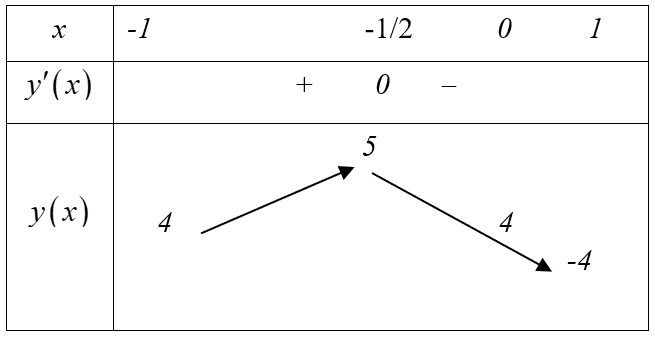 x -1 -1/2 0 1
y′(x) + 0 –
5
y(x) 4 4
-4